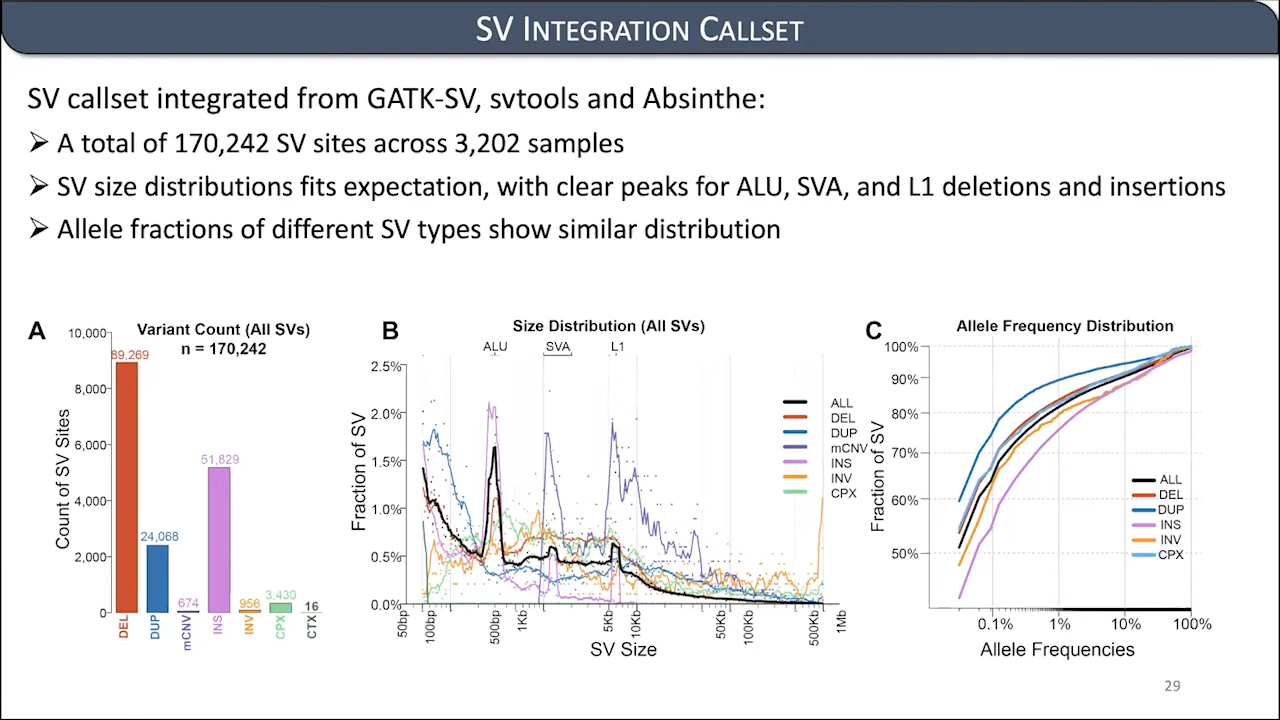 SV INTEGRATION CALLSET
SV callset integrated from GATK-SV, svtools and Absinthe:
➢ A total of 170,242 SV sites across 3,202 samples
➢ SV size distributions fits expectation, with clear peaks for ALU, SVA, and L1 deletions and insertions
➢ Allele fractions of different SV types show similar distribution
A
Variant Count (All SVs)
n = 170,242
Count of SV Sites
10,000
8,000
6,000
4,000
2,000
0
89,269
24,068
674
51,829
956
3,430
16
DEL
DUP
mCNV
INS
INV
CPX
CTX
B
Size Distribution (All SVs)
ALU
SVA
L1
Fraction of SV
2.5%
2.0%
1.5%
1.0%
0.5%
0.0%
ALL
DEL
DUP
mCNV
INS
INV
CPX
50bp
100bp
500bp
1Kb
5Kb
10Kb
50Kb
100Kb
500Kb
1Mb
SV Size
C
Allele Frequency Distribution
Fraction of SV
100%
90%
80%
70%
60%
50%
ALL
DEL
DUP
INS
INV
CPX
0.1%
1%
10%
100%
Allele Frequencies
29